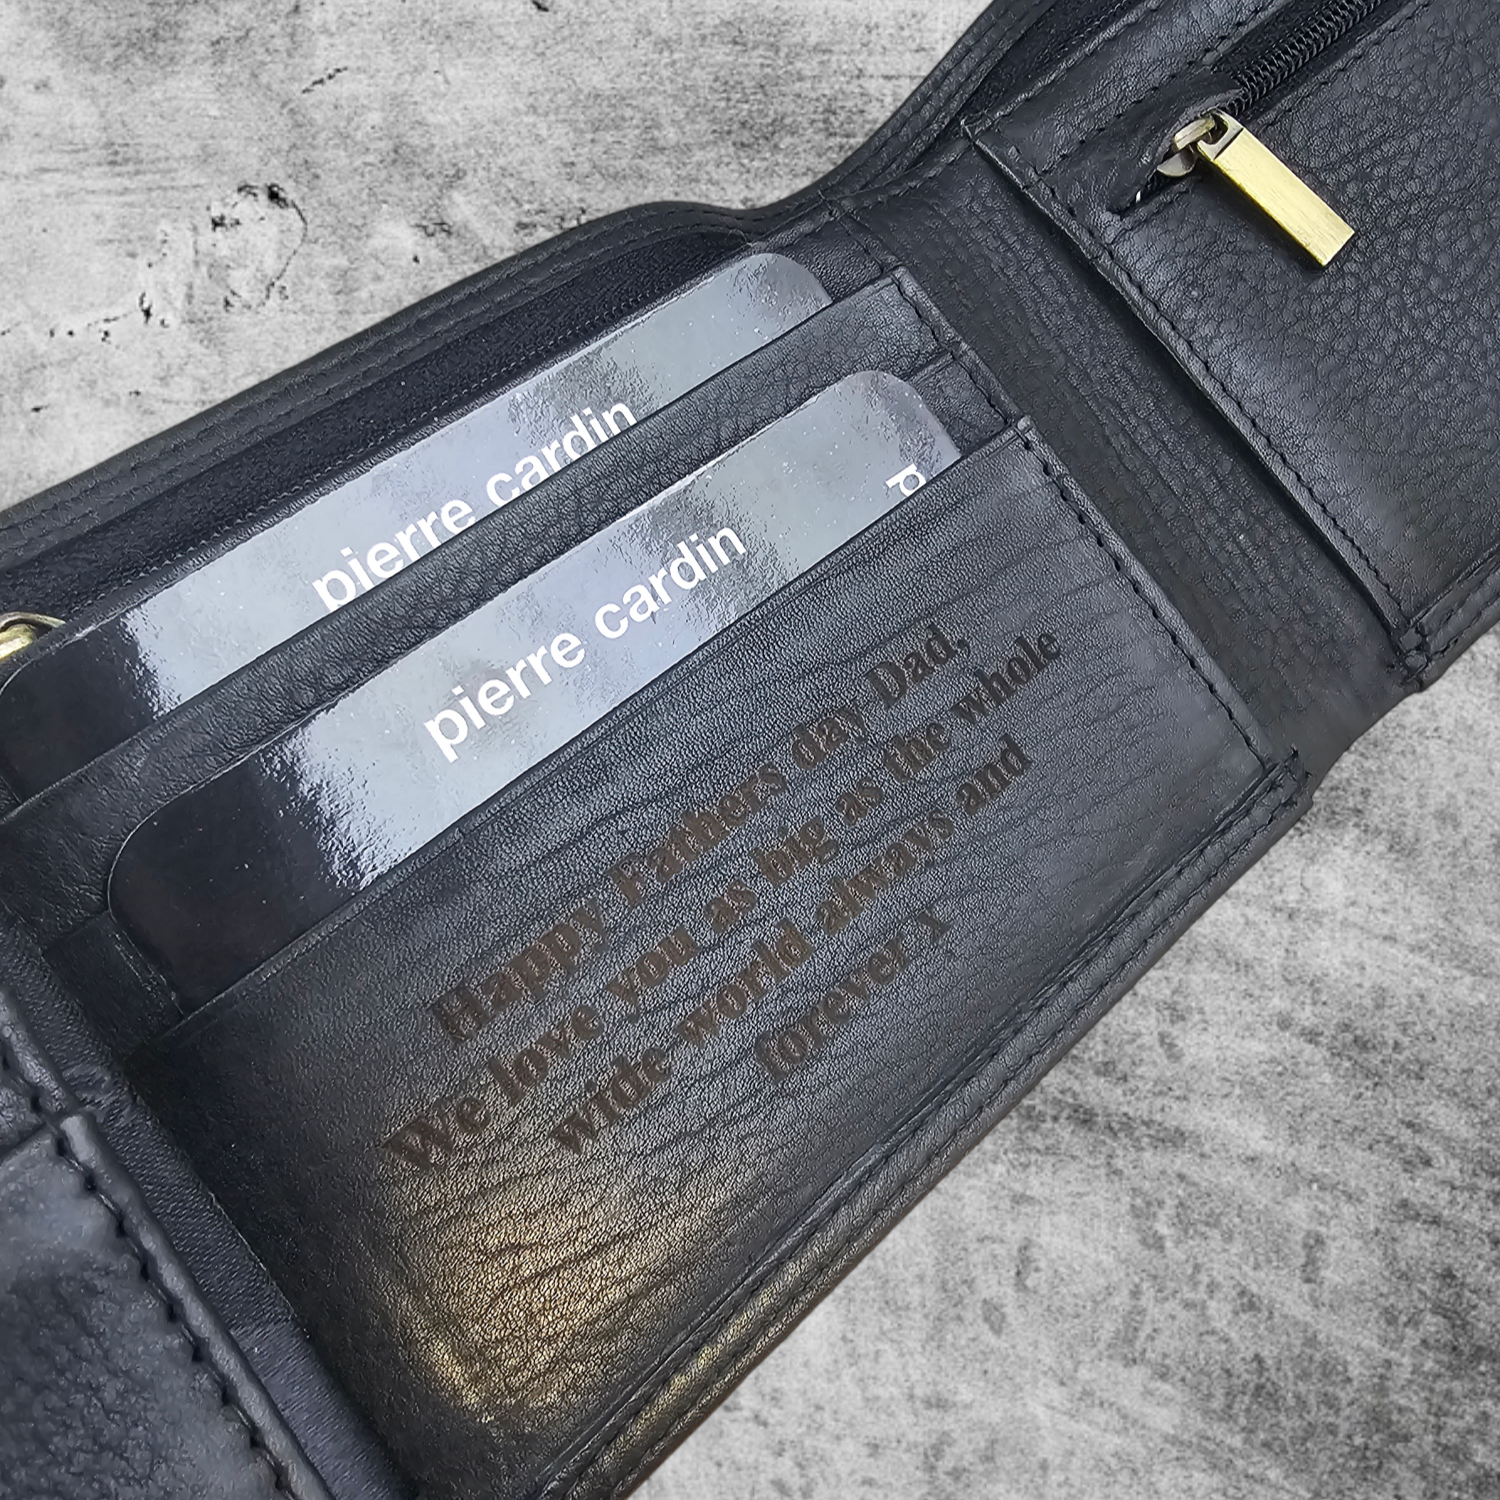 pierre cardin
pierre cardin
Happy Fathers day Dad.
We love you as big as the whole
wide world always and
forever x